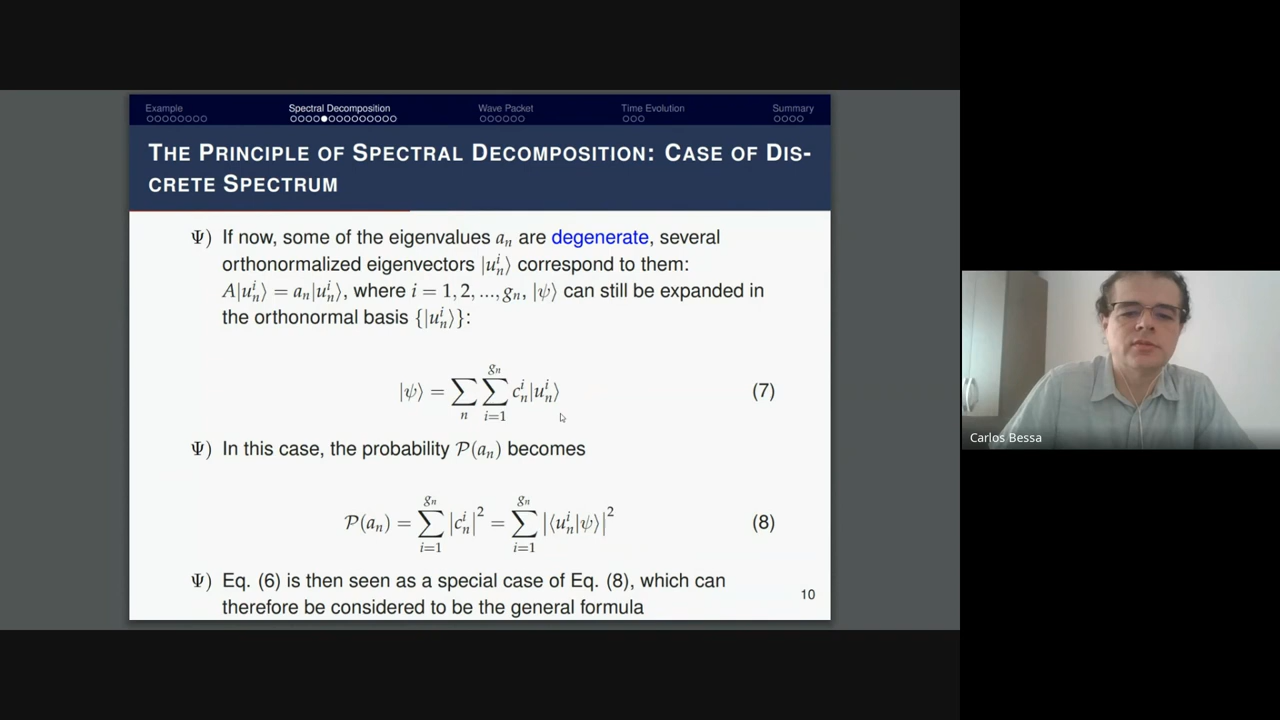 Example
Spectral Decomposition
Wave Packet
Time Evolution
Summary
THE PRINCIPLE OF SPECTRAL DECOMPOSITION: CASE OF DIS-
CRETE SPECTRUM
Ψ) If now, some of the eigenvalues aₙ are degenerate, several
orthonormalized eigenvectors |uₙⁱ⟩ correspond to them:
A|uₙⁱ⟩ = aₙ|uₙⁱ⟩, where i = 1, 2, ..., gₙ, |ψ⟩ can still be expanded in
the orthonormal basis {|uₙⁱ⟩}:
|ψ⟩ = ∑_n ∑_{i=1}^{gₙ} cₙⁱ|uₙⁱ⟩ (7)
Ψ) In this case, the probability 𝒫(aₙ) becomes
𝒫(aₙ) = ∑_{i=1}^{gₙ} |cₙⁱ|² = ∑_{i=1}^{gₙ} |⟨uₙⁱ|ψ⟩|² (8)
Ψ) Eq. (6) is then seen as a special case of Eq. (8), which can
therefore be considered to be the general formula
10
Carlos Bessa